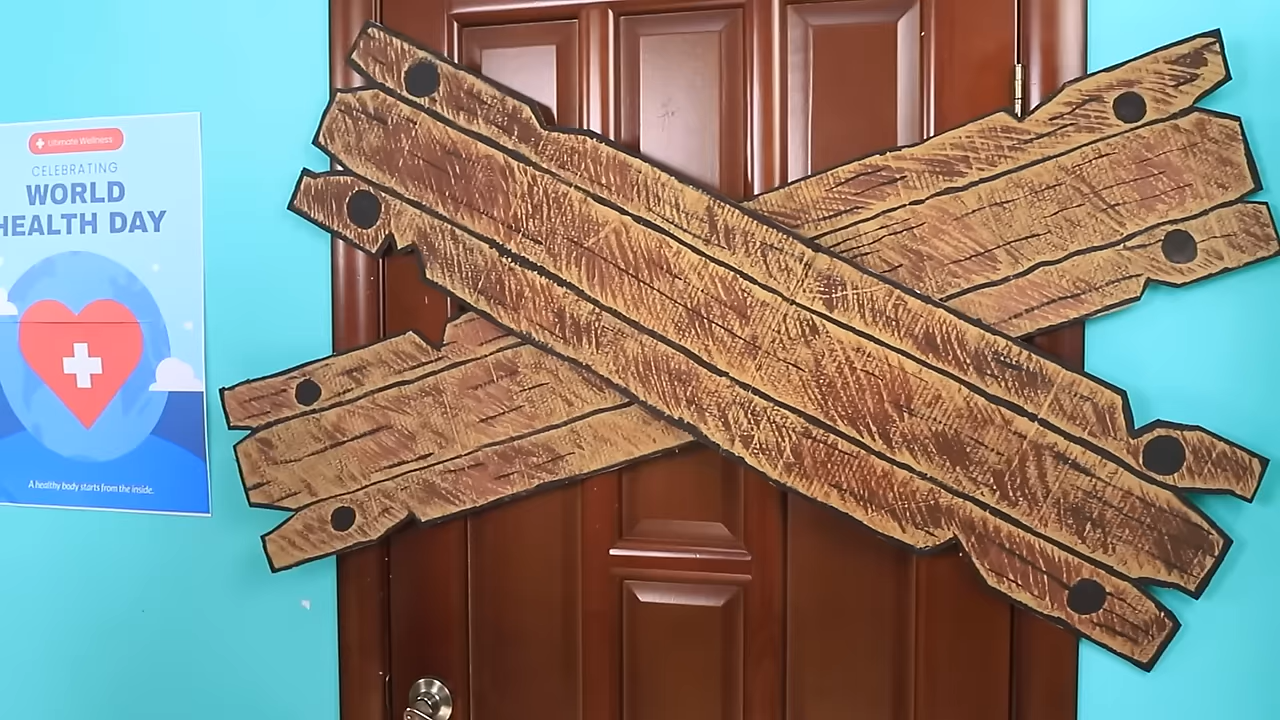 Ultimate Wellness
CELEBRATING
WORLD
HEALTH DAY
A healthy body starts from the inside.